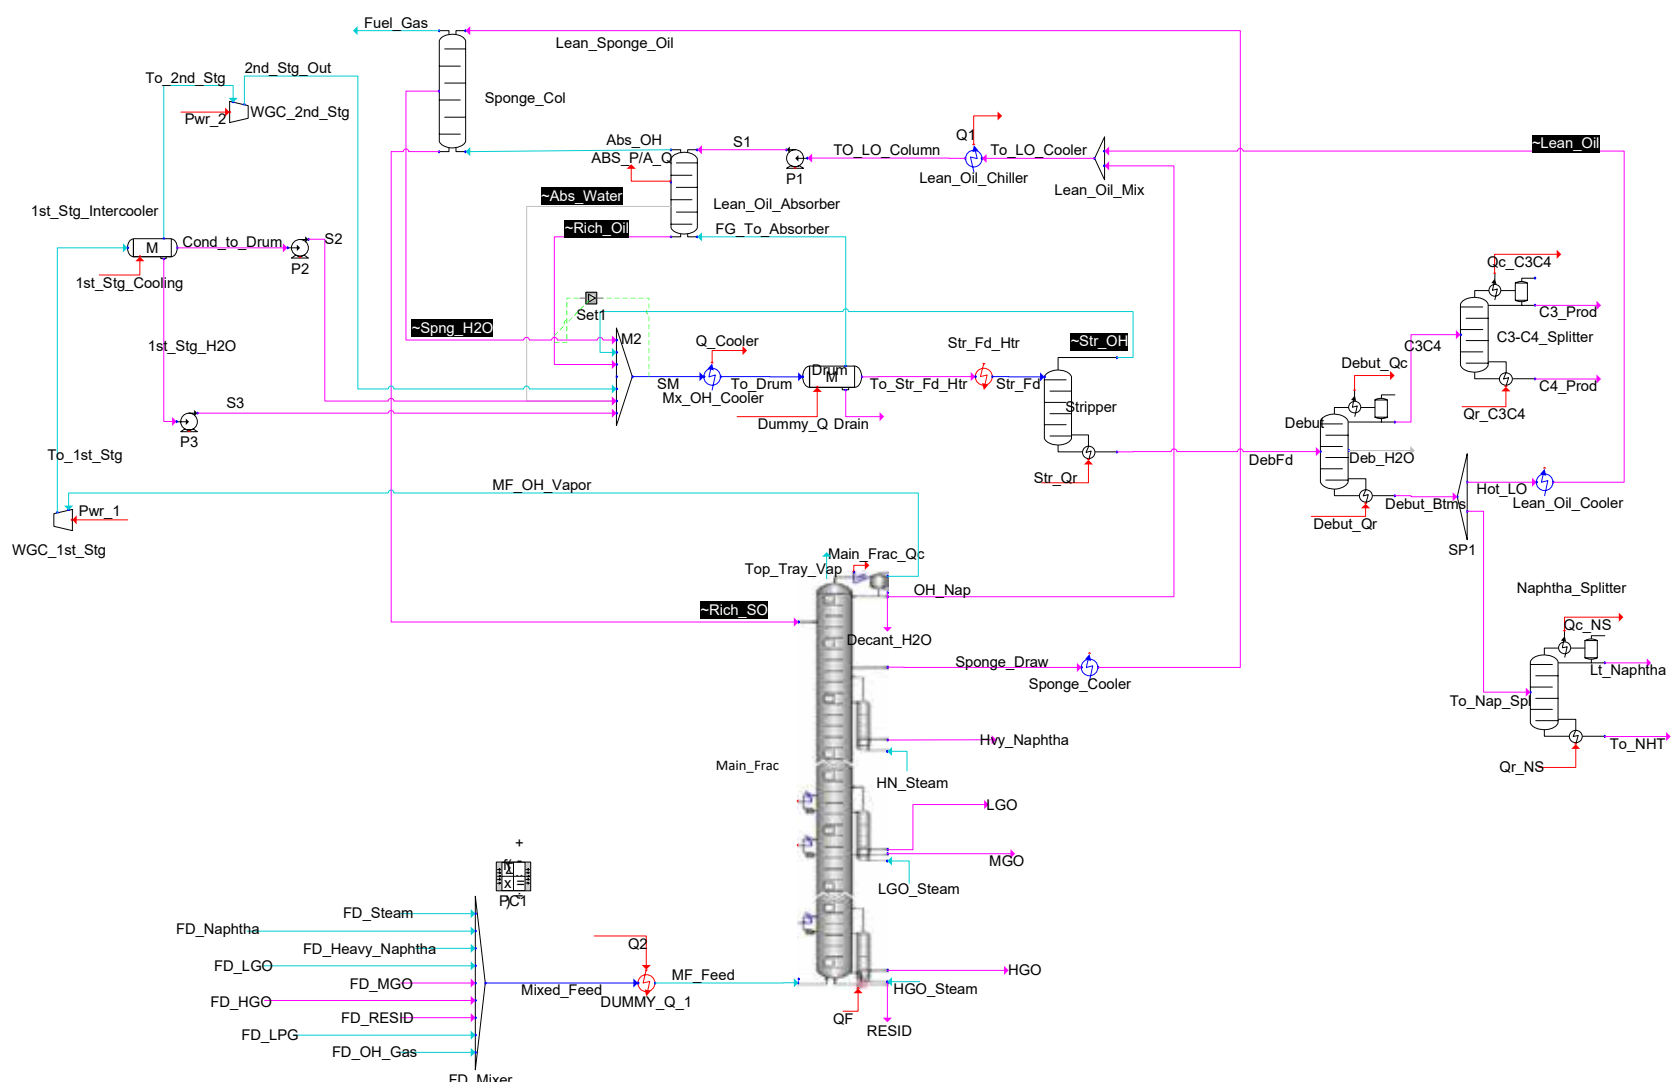 Fuel_Gas
Lean_Sponge_Oil
To_2nd_Stg
2nd_Stg_Out
Sponge_Col
Pwr_2
WGC_2nd_Stg
Abs_OH
S1
Q1
~Lean_Oil
ABS_P/A_Q
P1
TO_LO_Column
To_LO_Cooler
Lean_Oil_Chiller
Lean_Oil_Mix
~Abs_Water
Lean_Oil_Absorber
1st_Stg_Intercooler
~Rich_Oil
FG_To_Absorber
M
Cond_to_Drum
S2
P2
1st_Stg_Cooling
Qc_C3C4
C3_Prod
Set1
~Spng_H2O
M2
Q_Cooler
Str_Fd_Htr
~Str_OH
C3C4
C3-C4_Splitter
1st_Stg_H2O
Debut_Qc
Drum
M
SM
To_Drum
To_Str_Fd_Htr
Str_Fd
C4_Prod
Mx_OH_Cooler
S3
Stripper
Qr_C3C4
Dummy_Q
Drain
Debut
P3
To_1st_Stg
DebFd
Deb_H2O
Str_Qr
Hot_LO
MF_OH_Vapor
Debut_Btms
Lean_Oil_Cooler
Pwr_1
Debut_Qr
WGC_1st_Stg
SP1
Main_Frac_Qc
Top_Tray_Vap
OH_Nap
Naphtha_Splitter
~Rich_SO
Qc_NS
Decant_H2O
Sponge_Draw
Lt_Naphtha
Sponge_Cooler
To_Nap_Spl
Hvy_Naphtha
To_NHT
Main_Frac
Qr_NS
HN_Steam
LGO
MGO
LGO_Steam
PC1
FD_Steam
FD_Naphtha
FD_Heavy_Naphtha
Q2
FD_LGO
HGO
MF_Feed
FD_MGO
Mixed_Feed
HGO_Steam
FD_HGO
DUMMY_Q_1
FD_RESID
QF
RESID
FD_LPG
FD_OH_Gas
FD_Mixer